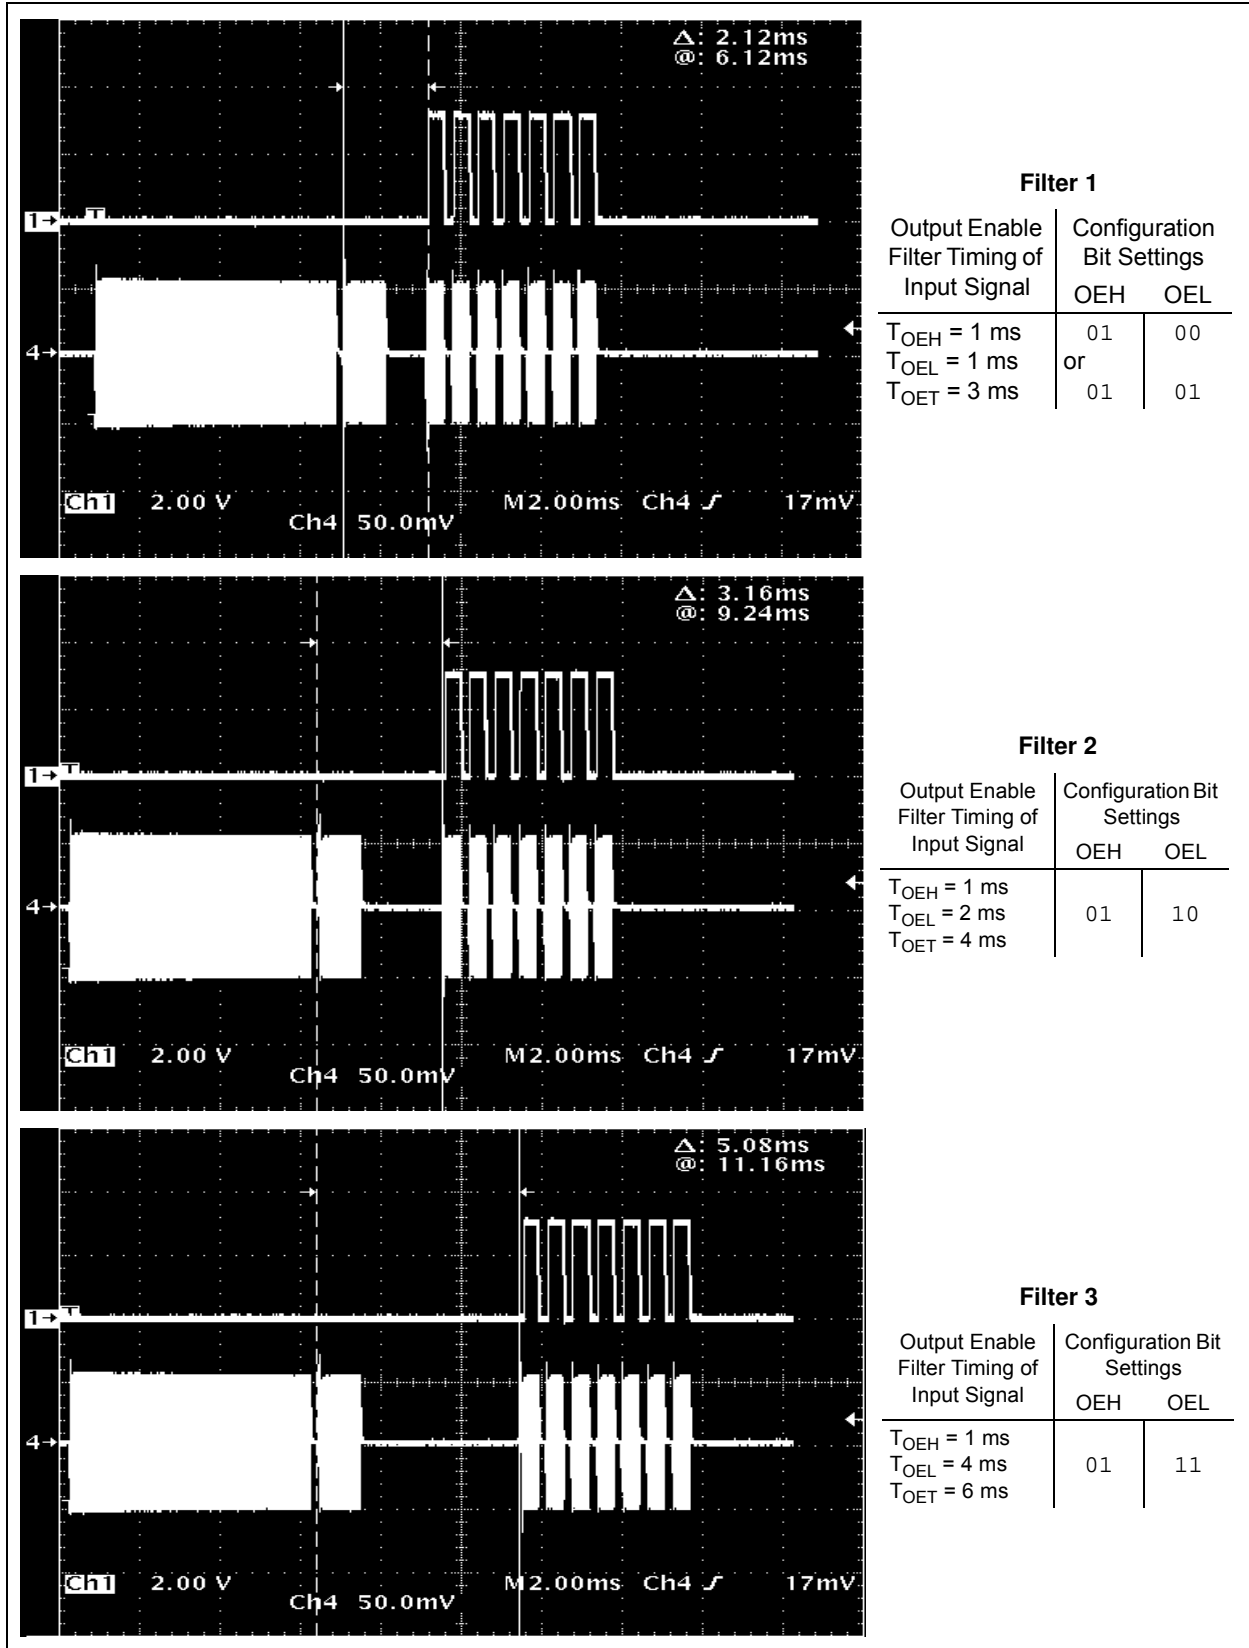 Δ: 2.12ms
@: 6.12ms
1→
T
4→
Ch1 2.00 V
Ch4 50.0mV
M2.00ms Ch4 17mV
Filter 1
Output Enable Filter Timing of Input Signal
Configuration Bit Settings
OEH OEL
TOEH = 1 ms 01 00
TOEL = 1 ms or
TOET = 3 ms 01 01
Δ: 3.16ms
@: 9.24ms
1→
T
4→
Ch1 2.00 V
Ch4 50.0mV
M2.00ms Ch4 17mV
Filter 2
Output Enable Filter Timing of Input Signal
Configuration Bit Settings
OEH OEL
TOEH = 1 ms
TOEL = 2 ms 01 10
TOET = 4 ms
Δ: 5.08ms
@: 11.16ms
1→
T
4→
Ch1 2.00 V
Ch4 50.0mV
M2.00ms Ch4 17mV
Filter 3
Output Enable Filter Timing of Input Signal
Configuration Bit Settings
OEH OEL
TOEH = 1 ms
TOEL = 4 ms 01 11
TOET = 6 ms